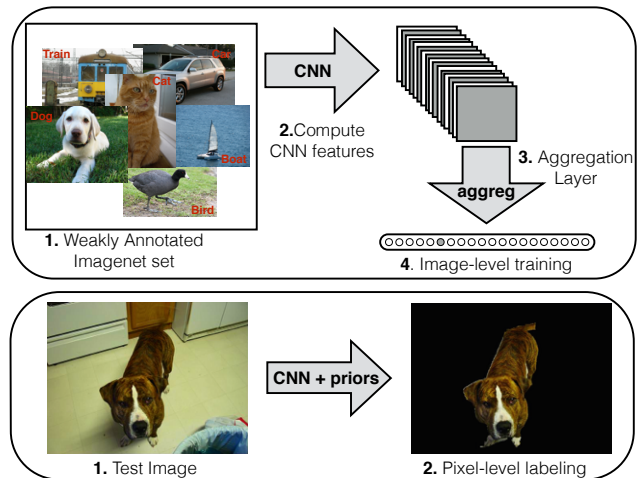 Train
Car
Cat
Dog
Boat
Bird
1. Weakly Annotated
Imagenet set
CNN
2.Compute
CNN features
3. Aggregation
Layer
aggreg
4. Image-level training
1. Test Image
CNN + priors
2. Pixel-level labeling